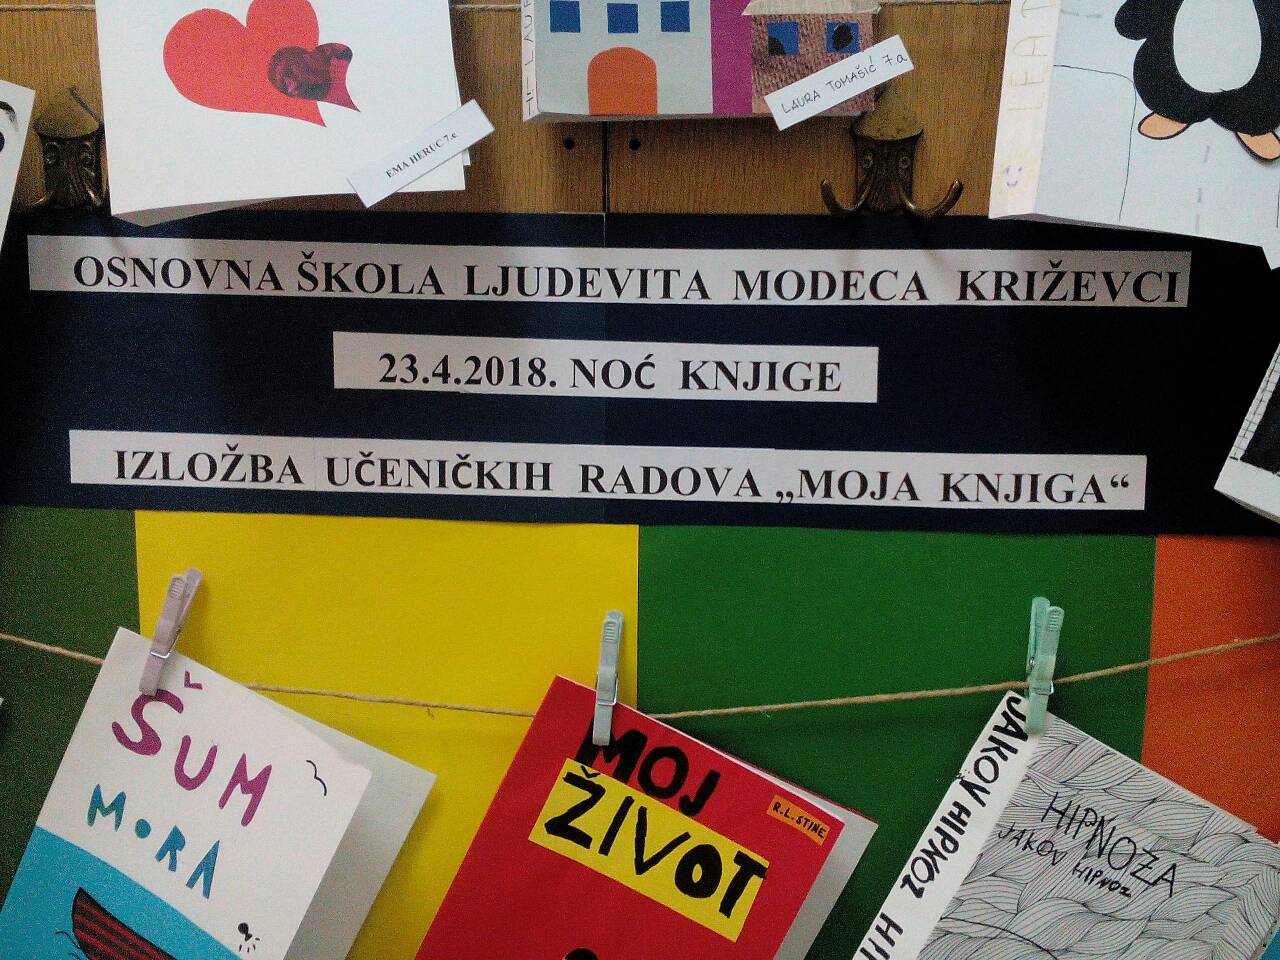 EMA HERUC 7.c
LAURA TOMAŠIĆ 7.a
OSNOVNA ŠKOLA LJUDEVITA MODECA KRIŽEVCI
23.4.2018. NOĆ KNJIGE
IZLOŽBA UČENIČKIH RADOVA „MOJA KNJIGA“
ŠUM
MORA
MOJ
ŽIVOT
R.L. STINE
JAKOV HIPNOZ
HIPNOZA
JAKOV HIPNOZ